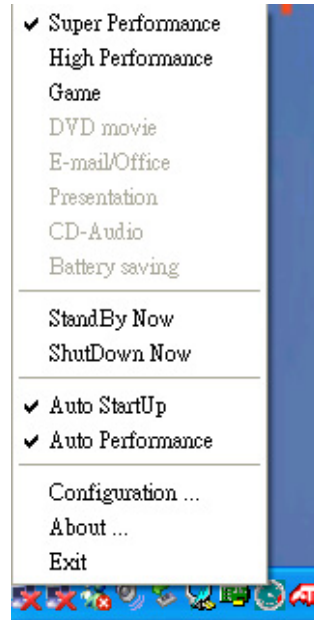 Super Performance
High Performance
Game
DVD movie
E-mail/Office
Presentation
CD-Audio
Battery saving
StandBy Now
ShutDown Now
Auto StartUp
Auto Performance
Configuration ...
About ...
Exit